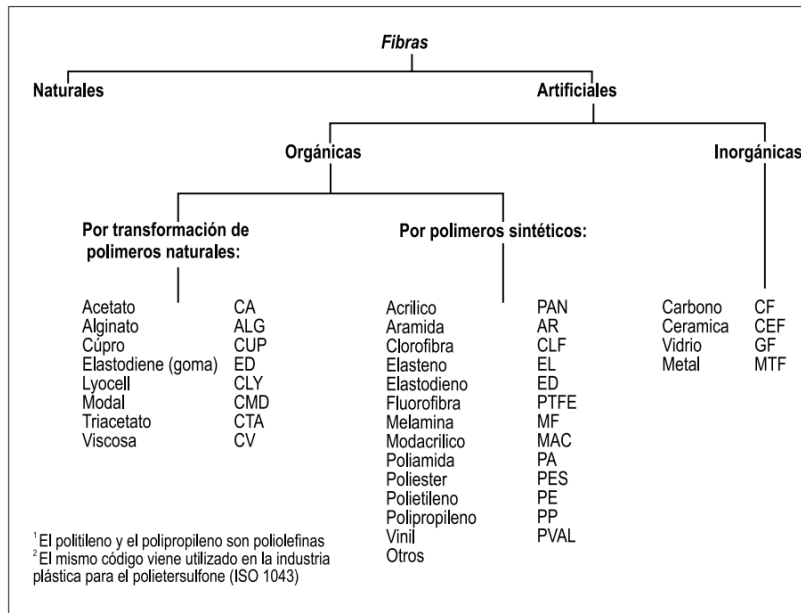 Fibras
Naturales
Artificiales
Orgánicas
Inorgánicas
Por transformación de
polimeros naturales:
Por polimeros sintéticos:
Acetato CA
Alginato ALG
Cúpro CUP
Elastodiene (goma) ED
Lyocell CLY
Modal CMD
Triacetato CTA
Viscosa CV
Acrilico PAN
Aramida AR
Clorofibra CLF
Elasteno EL
Elastodieno ED
Fluorofibra PTFE
Melamina MF
Modacrilico MAC
Poliamida PA
Poliester PES
Polietileno PE
Polipropileno PP
Vinil PVAL
Otros
Carbono CF
Ceramica CEF
Vidrio GF
Metal MTF
¹ El politileno y el polipropileno son poliolefinas
² El mismo código viene utilizado en la industria
plástica para el polietersulfone (ISO 1043)